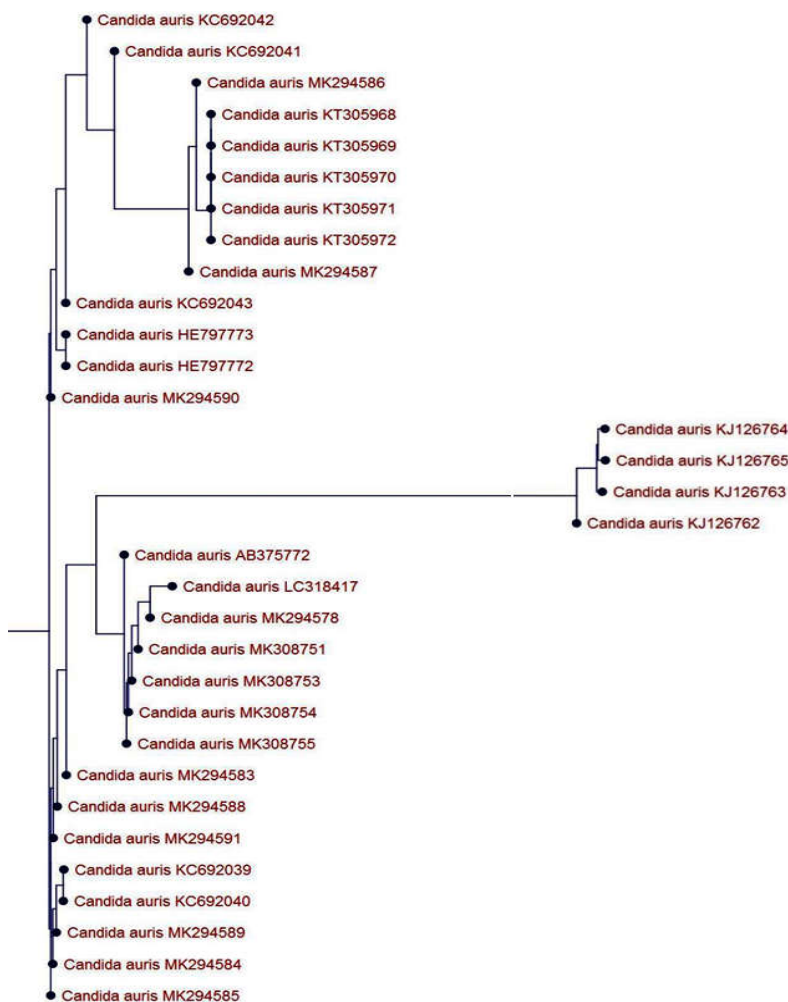 Candida auris KC692042
Candida auris KC692041
Candida auris MK294586
Candida auris KT305968
Candida auris KT305969
Candida auris KT305970
Candida auris KT305971
Candida auris KT305972
Candida auris MK294587
Candida auris KC692043
Candida auris HE797773
Candida auris HE797772
Candida auris MK294590
Candida auris KJ126764
Candida auris KJ126765
Candida auris KJ126763
Candida auris KJ126762
Candida auris AB375772
Candida auris LC318417
Candida auris MK294578
Candida auris MK308751
Candida auris MK308753
Candida auris MK308754
Candida auris MK308755
Candida auris MK294583
Candida auris MK294588
Candida auris MK294591
Candida auris KC692039
Candida auris KC692040
Candida auris MK294589
Candida auris MK294584
Candida auris MK294585